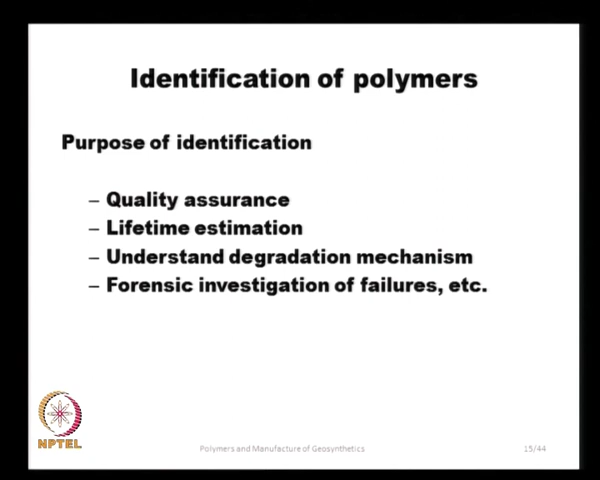 Identification of polymers
Purpose of identification
– Quality assurance
– Lifetime estimation
– Understand degradation mechanism
– Forensic investigation of failures, etc.
NPTEL
Polymers and Manufacture of Geosynthetics
15/44